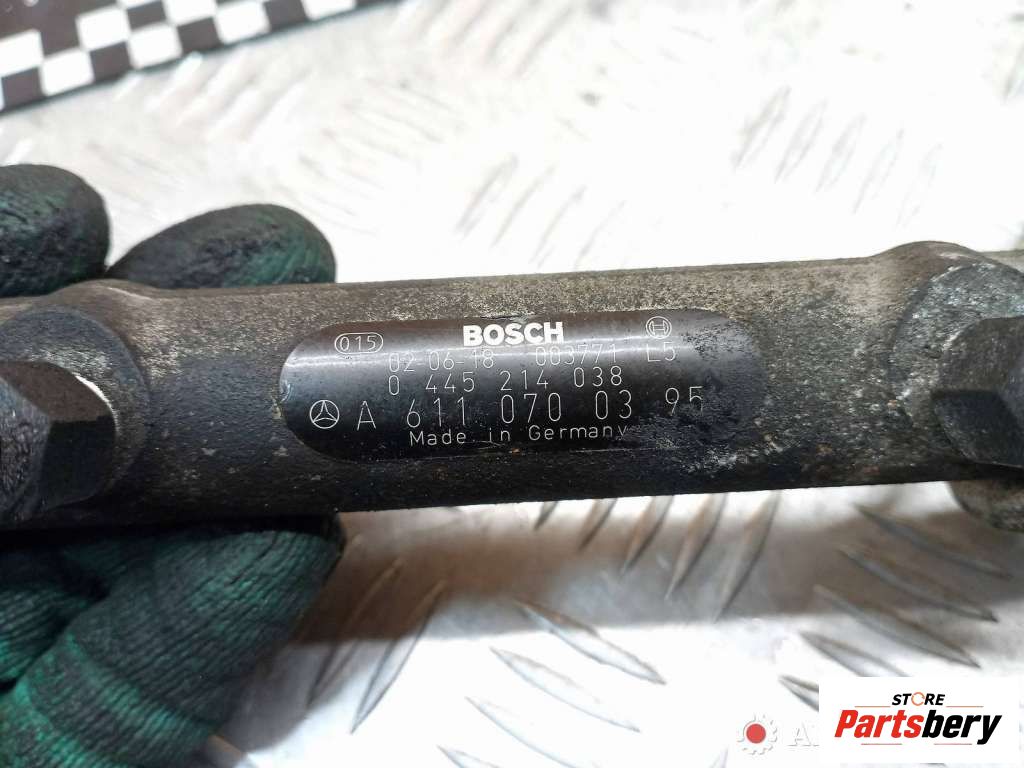 015 BOSCH
02-06-18 003771 L5
0 445 214 038
A 611 070 03 95
Made in Germany
STORE
Partsbery